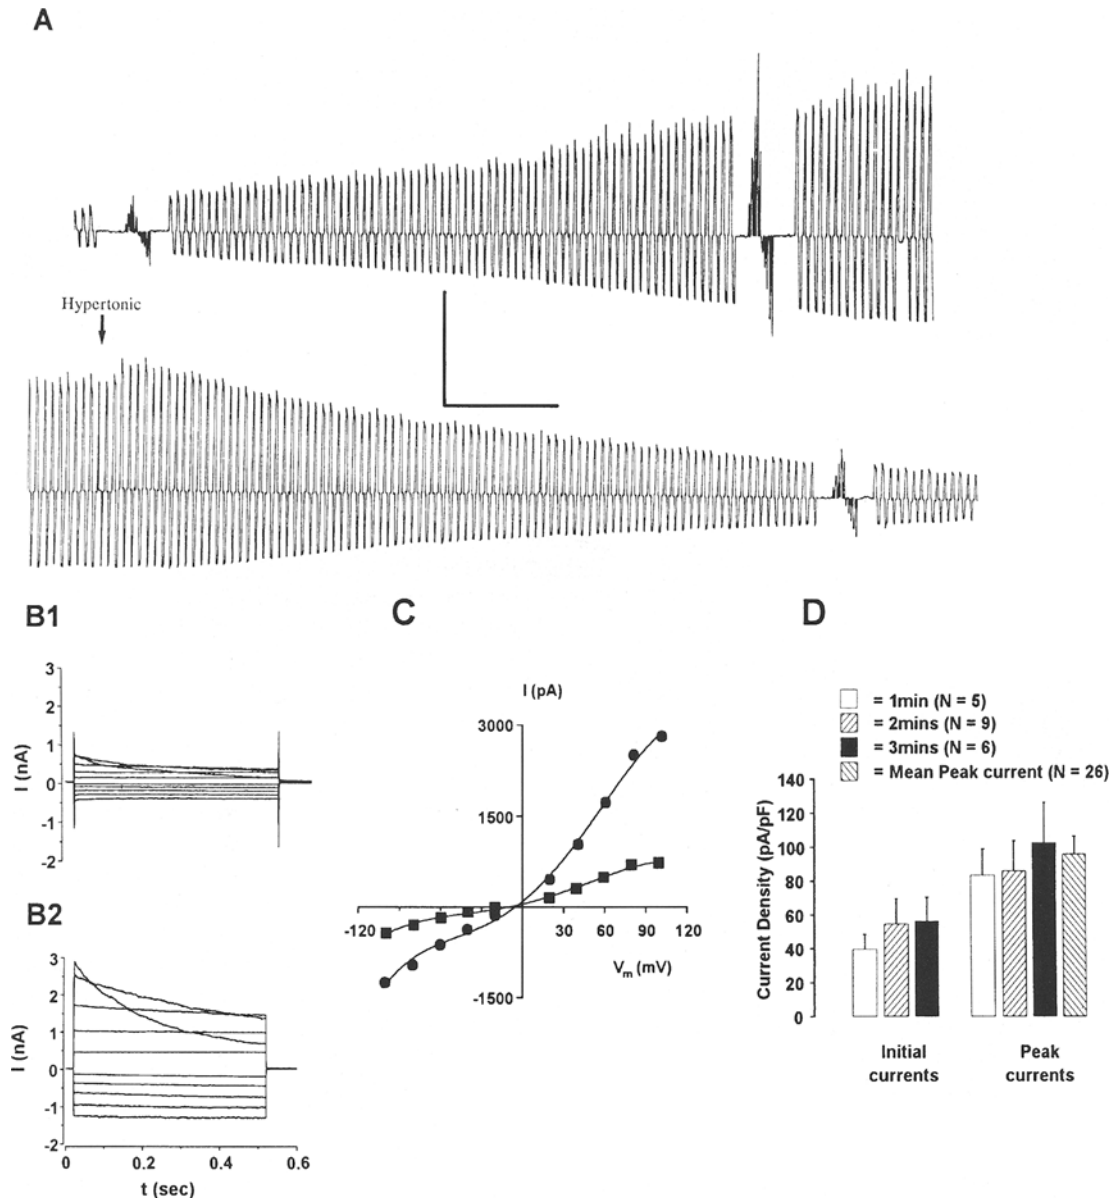 A
Hypertonic
B1
C
D
3
2
1
0
-1
-2
I (nA)
B2
3
2
1
0
-1
-2
I (nA)
0
0.2
0.4
0.6
t (sec)
I (pA)
3000
1500
-120
30
60
90
120
Vm (mV)
-1500
= 1min (N = 5)
= 2mins (N = 9)
= 3mins (N = 6)
= Mean Peak current (N = 26)
140
120
100
80
60
40
20
0
Current Density (pA/pF)
Initial
currents
Peak
currents